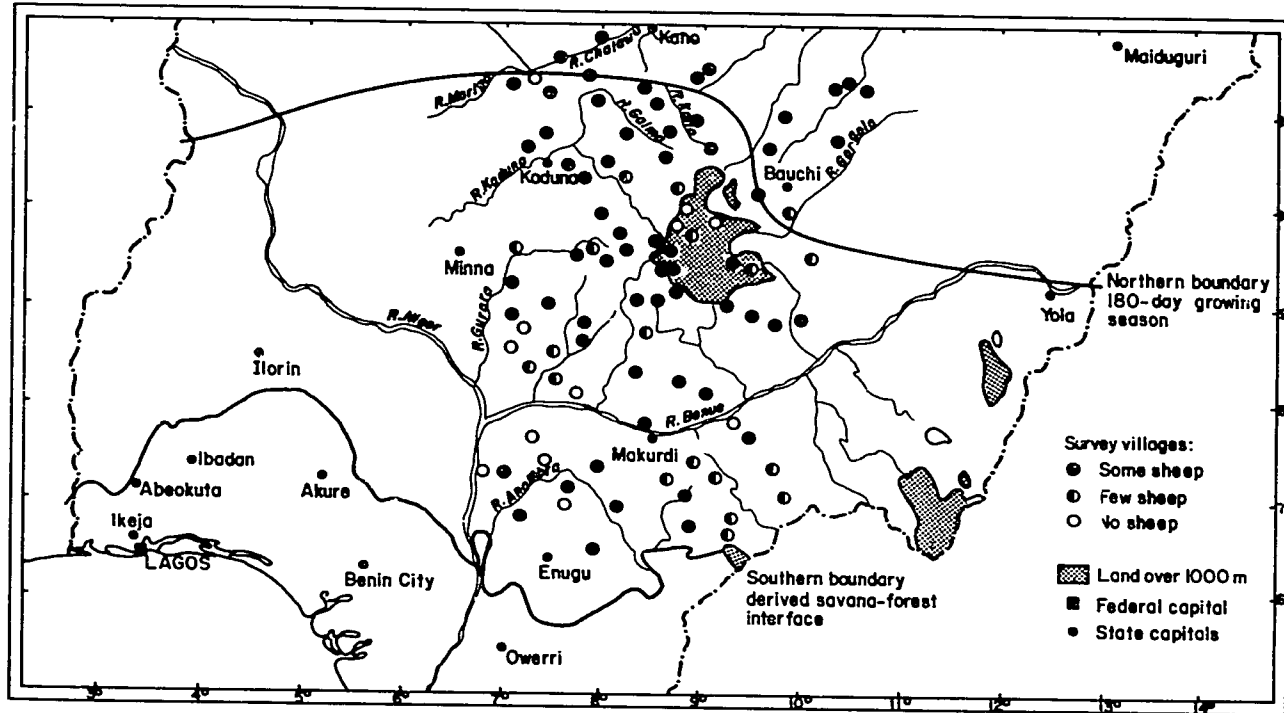 Kano
R. Chalawa
Maiduguri
R. Galma
Bauchi
Kaduna
R. Kaduna
Minna
Northern boundary
180-day growing
season
Yola
R. Gurara
R. Niger
Ilorin
R. Benue
Makurdi
Ibadan
Abeokuta
Akure
Ikeja
LAGOS
Benin City
Enugu
Owerri
Southern boundary
derived savana-forest
interface
Survey villages:
Some sheep
Few sheep
No sheep
Land over 1000 m
Federal capital
State capitals
3°
4°
5°
6°
7°
8°
9°
10°
11°
12°
13°
14°